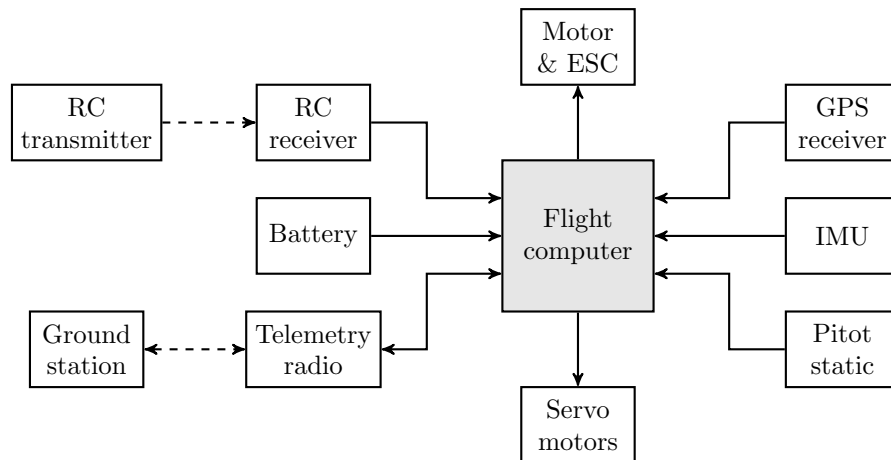 Motor
& ESC
RC
transmitter
RC
receiver
GPS
receiver
Battery
Flight
computer
IMU
Ground
station
Telemetry
radio
Pitot
static
Servo
motors